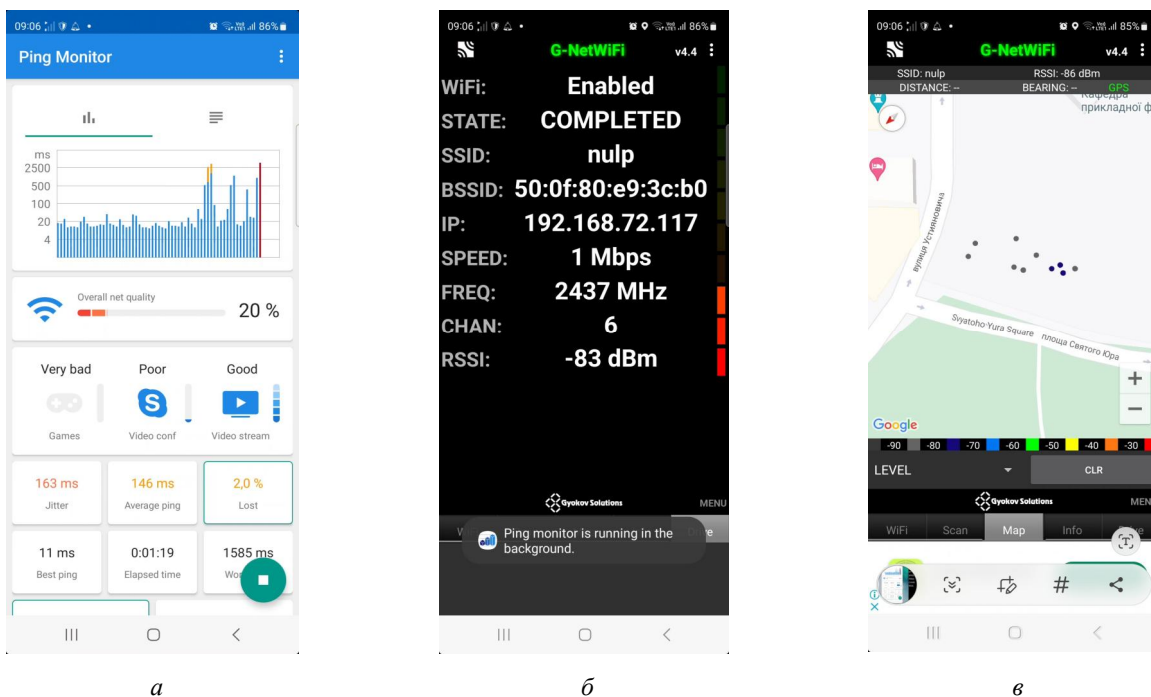 09:06 86%
Ping Monitor
ms
2500
500
100
20
4
Overall net quality
20 %
Very bad Poor Good
Games Video conf Video stream
163 ms 146 ms 2,0 %
Jitter Average ping Lost
11 ms 0:01:19 1585 ms
Best ping Elapsed time
а
09:06 86%
G-NetWiFi v4.4
WiFi: Enabled
STATE: COMPLETED
SSID: nulp
BSSID: 50:0f:80:e9:3c:b0
IP: 192.168.72.117
SPEED: 1 Mbps
FREQ: 2437 MHz
CHAN: 6
RSSI: -83 dBm
Gyokov Solutions MENU
Ping monitor is running in the
background.
б
09:06 85%
G-NetWiFi v4.4
SSID: nulp RSSI: -86 dBm
DISTANCE: – BEARING: – GPS
Кафедра
прикладної ф
вулиця Устияновича
Svyatoho Yura Square площа Святого Юра
+
−
Google
-90 -80 -70 -60 -50 -40 -30
LEVEL CLR
Gyokov Solutions MEN
WiFi Scan Map Info
в